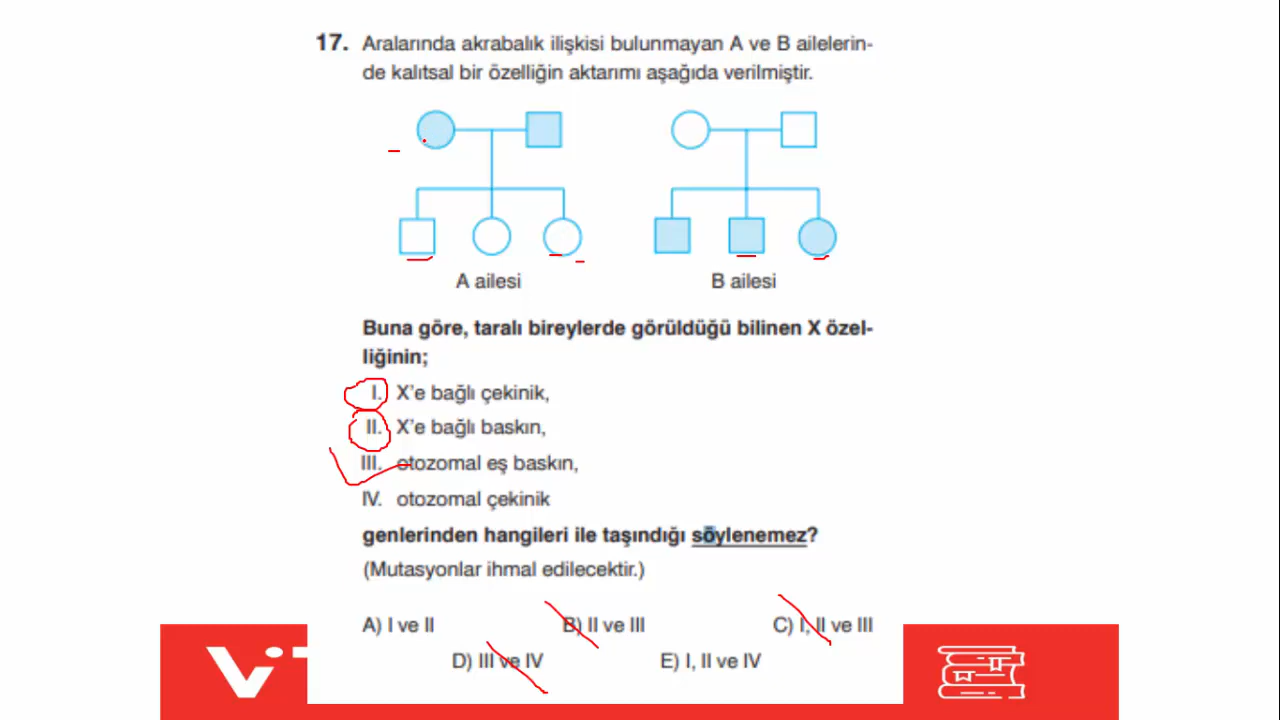 17. Aralarında akrabalık ilişkisi bulunmayan A ve B ailelerin-
de kalıtsal bir özelliğin aktarımı aşağıda verilmiştir.
A ailesi B ailesi
Buna göre, taralı bireylerde görüldüğü bilinen X özel-
liğinin;
I. X'e bağlı çekinik,
II. X'e bağlı baskın,
III. otozomal eş baskın,
IV. otozomal çekinik
genlerinden hangileri ile taşındığı söylenemez?
(Mutasyonlar ihmal edilecektir.)
A) I ve II B) II ve III C) I, II ve III
D) III ve IV E) I, II ve IV